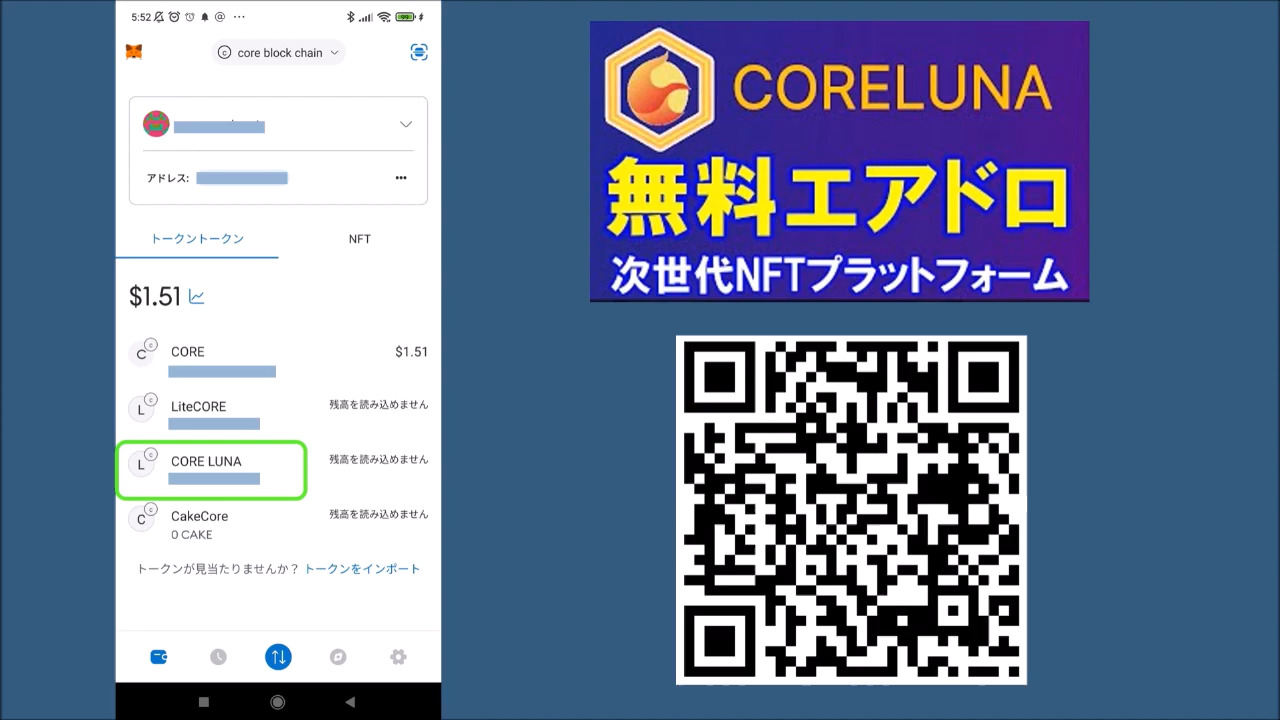 5:52
99
core block chain
アドレス:
トークントークン
NFT
$1.51
C
CORE
$1.51
L
LiteCORE
残高を読み込めません
L
CORE LUNA
残高を読み込めません
C
CakeCore
残高を読み込めません
0 CAKE
トークンが見当たりませんか？ トークンをインポート
CORELUNA
無料エアドロ
次世代NFTプラットフォーム